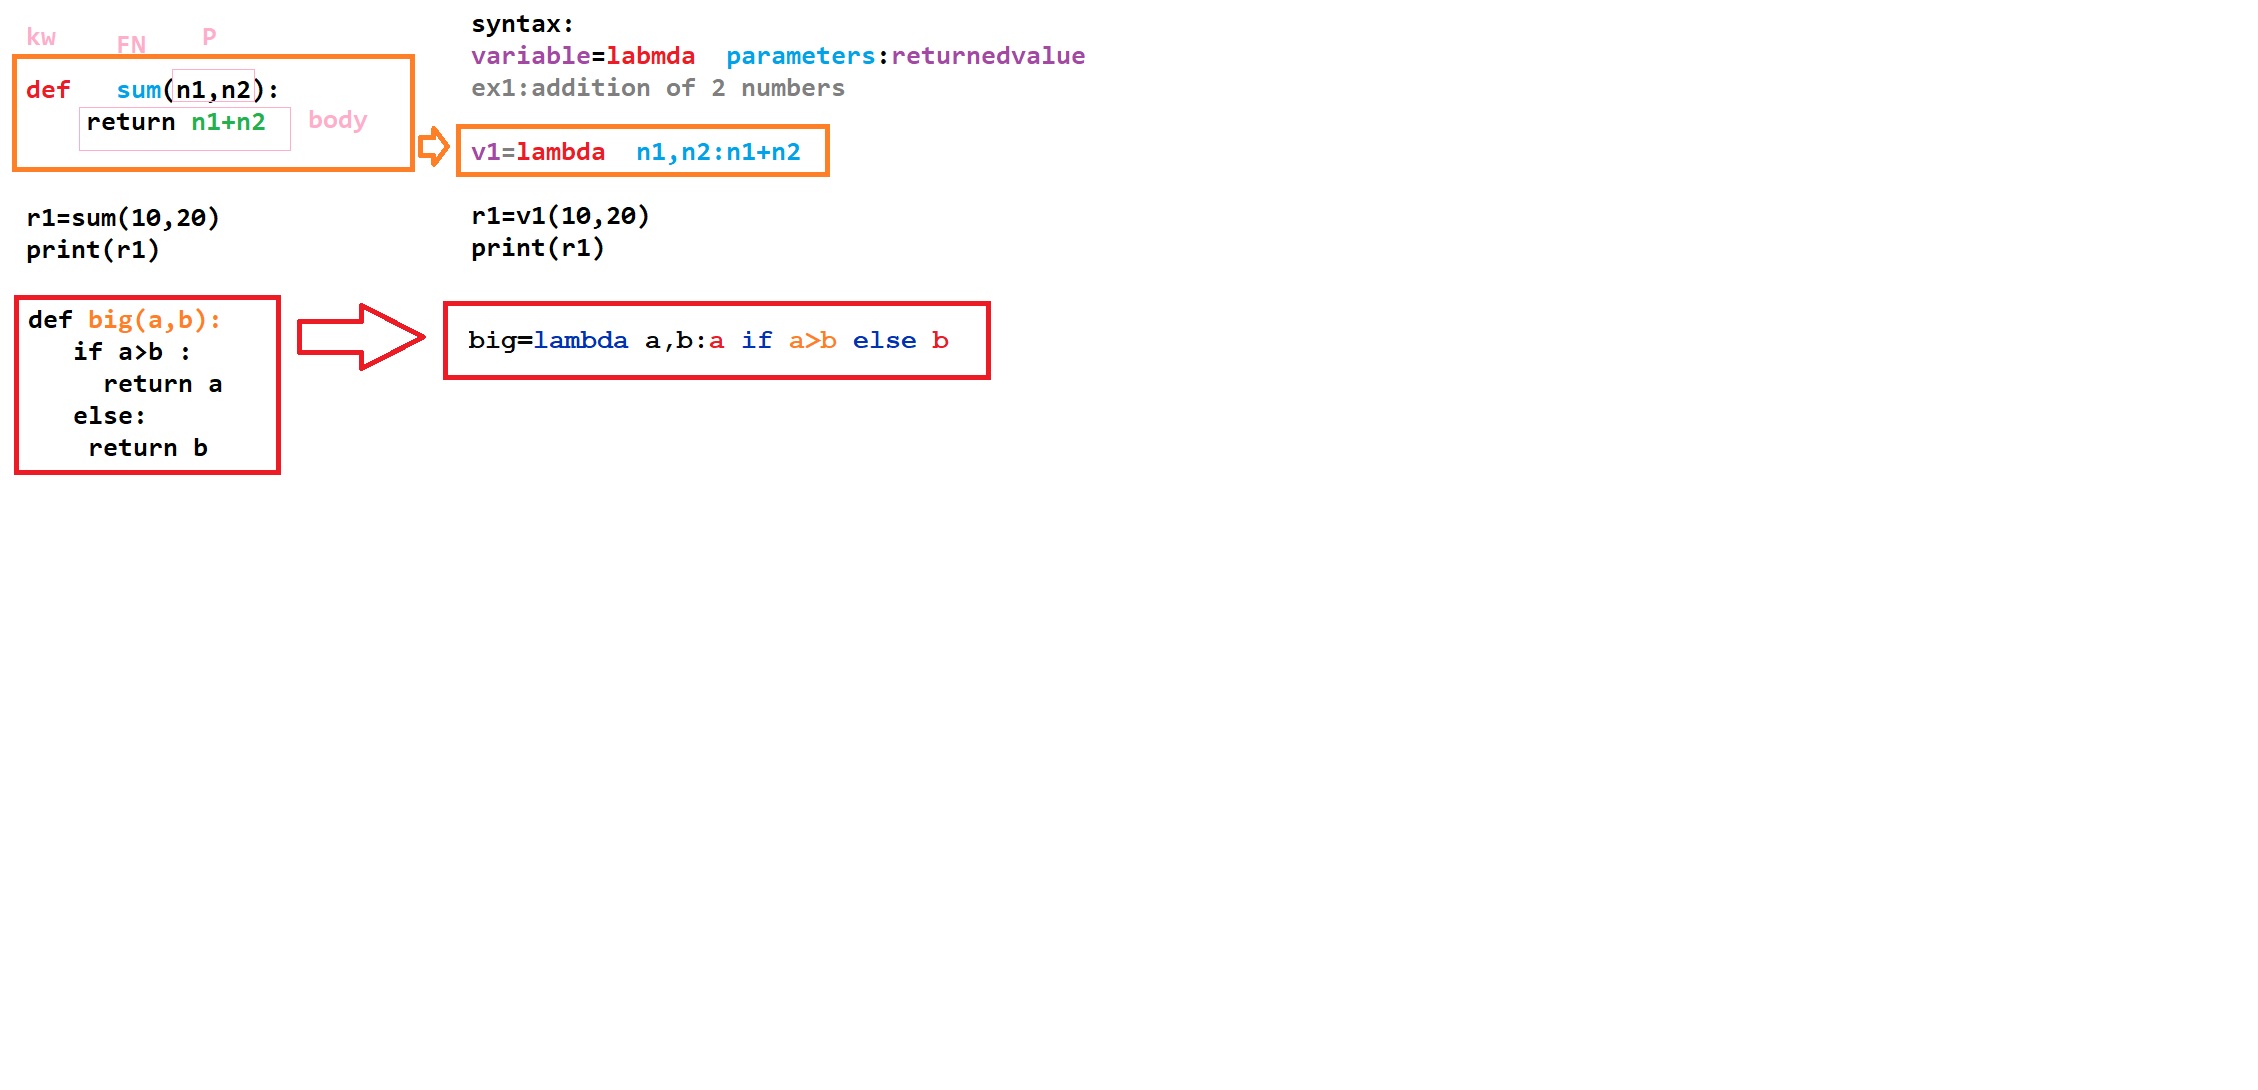 kw FN P
def sum(n1,n2):
return n1+n2 body
r1=sum(10,20)
print(r1)
syntax:
variable=labmda parameters:returnedvalue
ex1:addition of 2 numbers
v1=lambda n1,n2:n1+n2
r1=v1(10,20)
print(r1)
def big(a,b):
if a>b :
return a
else:
return b
big=lambda a,b:a if a>b else b